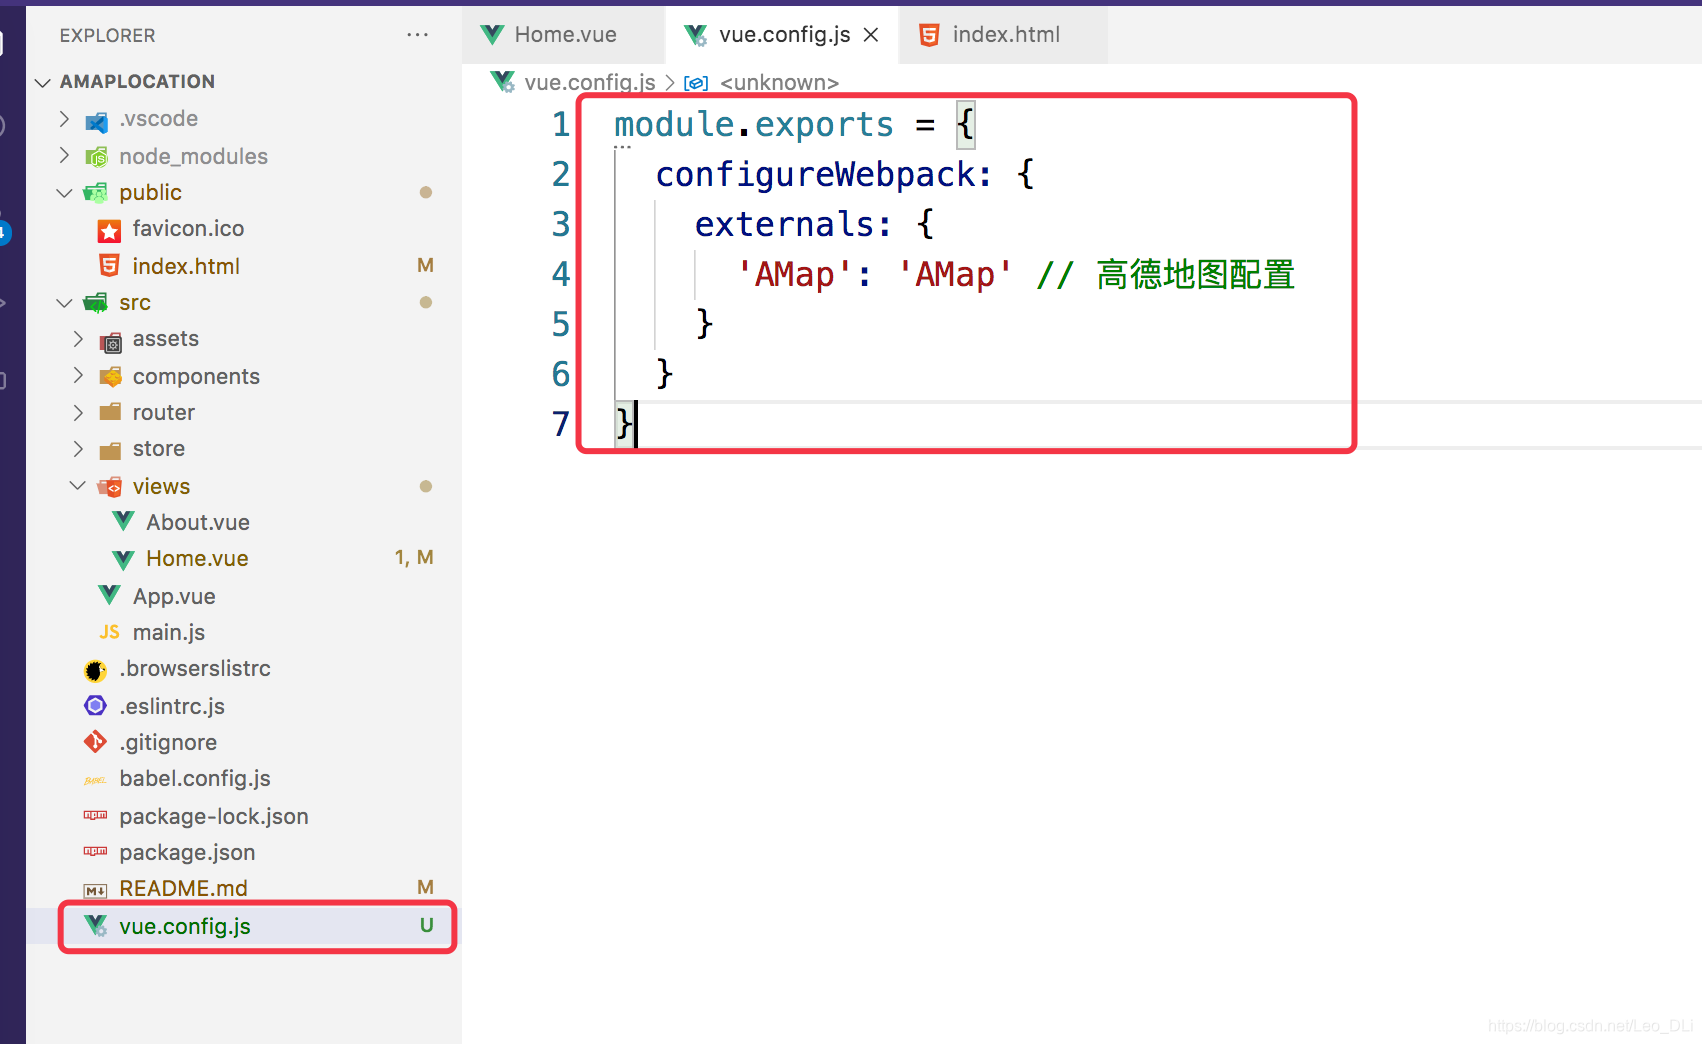 EXPLORER
AMAPLOCATION
.vscode
node_modules
public
favicon.ico
index.html M
src
assets
components
router
store
views
About.vue
Home.vue 1, M
App.vue
JS main.js
.browserslistrc
.eslintrc.js
.gitignore
BABEL babel.config.js
package-lock.json
package.json
README.md M
vue.config.js U
Home.vue vue.config.js index.html
vue.config.js > <unknown>
1 module.exports = {
2 configureWebpack: {
3 externals: {
4 'AMap': 'AMap' // 高德地图配置
5 }
6 }
7 }
https://blog.csdn.net/Leo_DLi